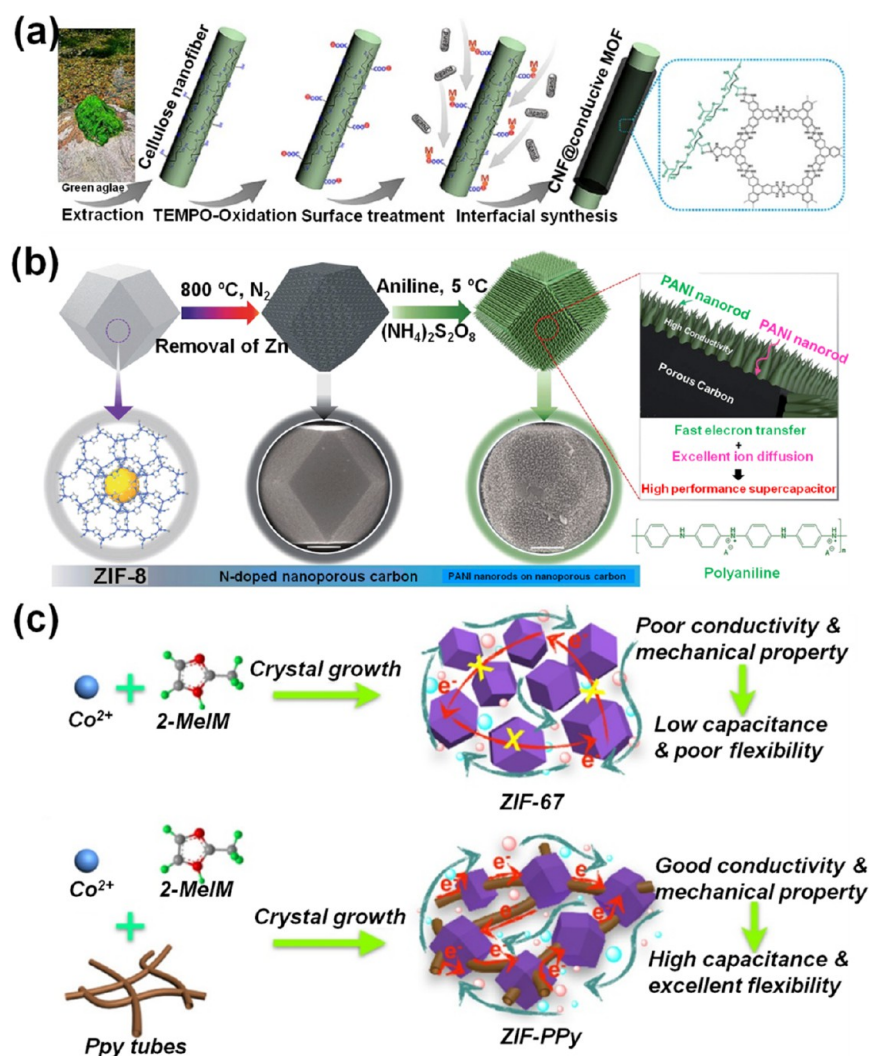 (a)
Green aglae
Cellulose nanofiber
CNF@conducive MOF
Extraction
TEMPO-Oxidation
Surface treatment
Interfacial synthesis
(b)
800 ºC, N₂
Removal of Zn
Aniline, 5 ºC
(NH₄)₂S₂O₈
PANI nanorod
PANI nanorod
High Conductivity
Porous Carbon
Fast elecron transfer
+
Excellent ion diffusion
High performance supercapacitor
Polyaniline
ZIF-8
N-doped nanoporous carbon
PANI nanorods on nanoporous carbon
(c)
Co²⁺
+
2-MeIM
Crystal growth
e⁻
e⁻
e⁻
ZIF-67
Poor conductivity &
mechanical property
Low capacitance
& poor flexibility
Co²⁺
2-MeIM
+
Ppy tubes
Crystal growth
e⁻
e⁻
e⁻
e⁻
e⁻
e⁻
e⁻
ZIF-PPy
Good conductivity &
mechanical property
High capacitance &
excellent flexibility